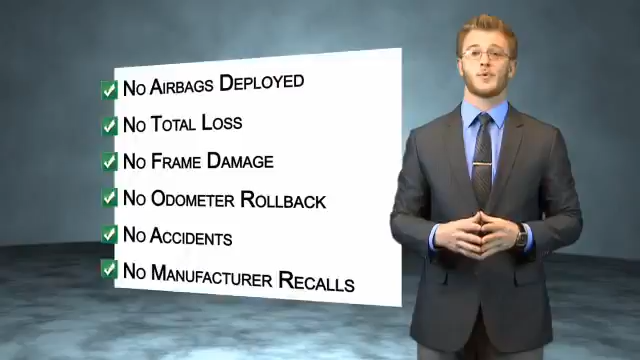 No Airbags Deployed
No Total Loss
No Frame Damage
No Odometer Rollback
No Accidents
No Manufacturer Recalls